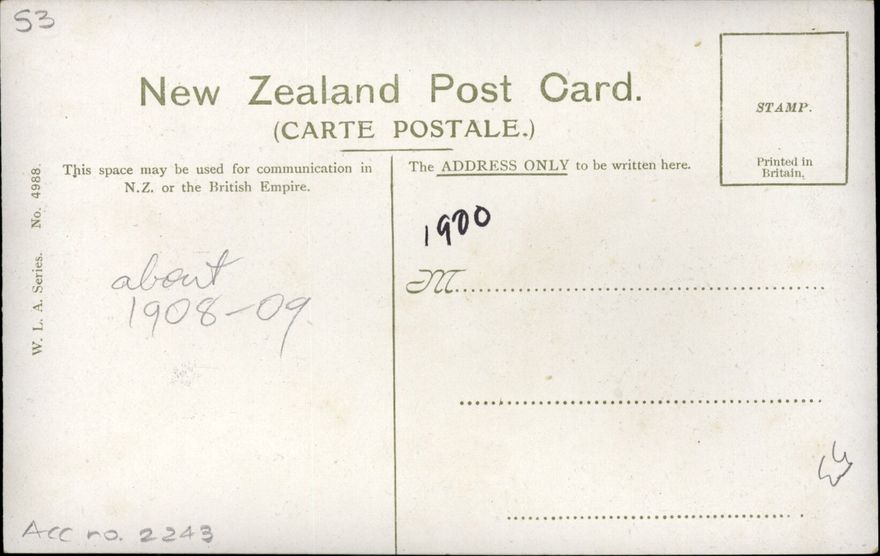 S3
New Zealand Post Card.
(CARTE POSTALE.)
STAMP.
Printed in
Britain.
This space may be used for communication in
N.Z. or the British Empire.
The ADDRESS ONLY to be written here.
W. L. A. Series. No. 4988.
about
1908-09.
1900
M
Acc no. 2243